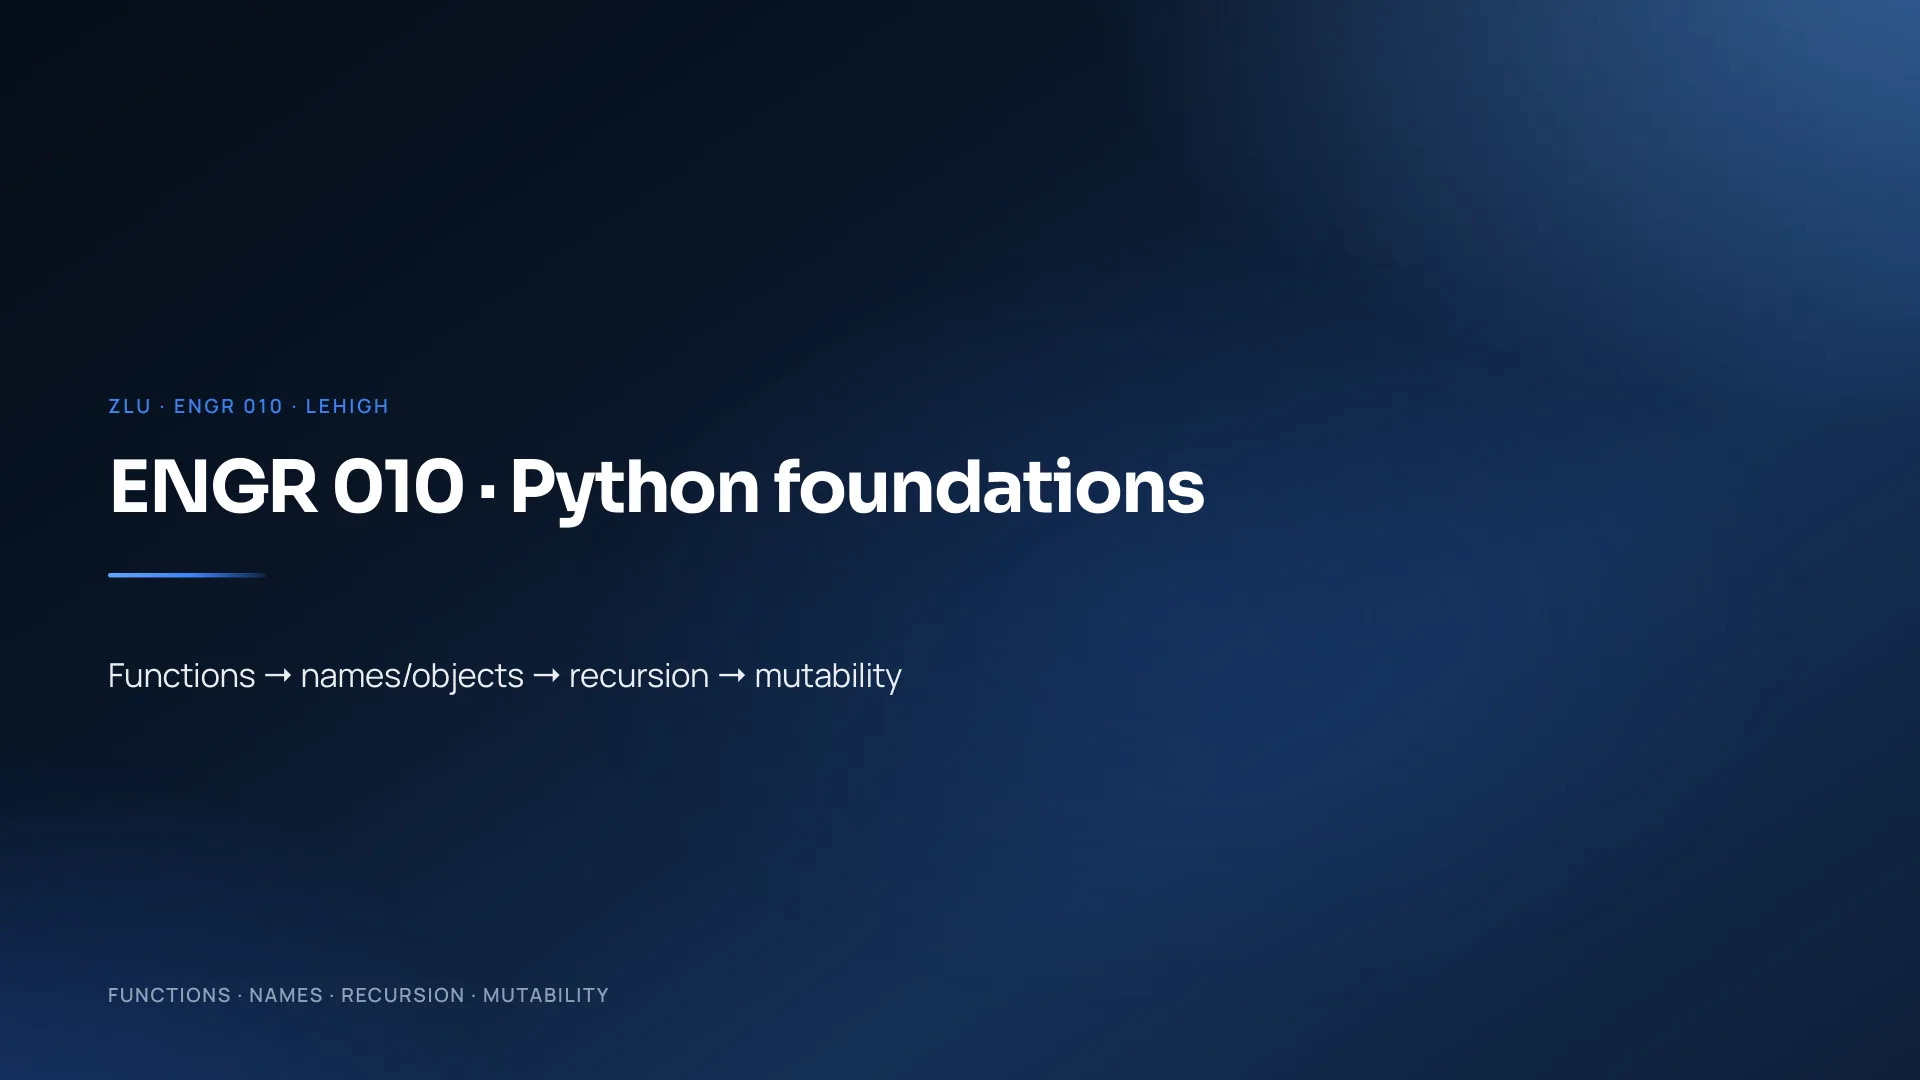 ZLU · ENGR 010 · LEHIGH
ENGR 010 · Python foundations
Functions → names/objects → recursion → mutability
FUNCTIONS · NAMES · RECURSION · MUTABILITY